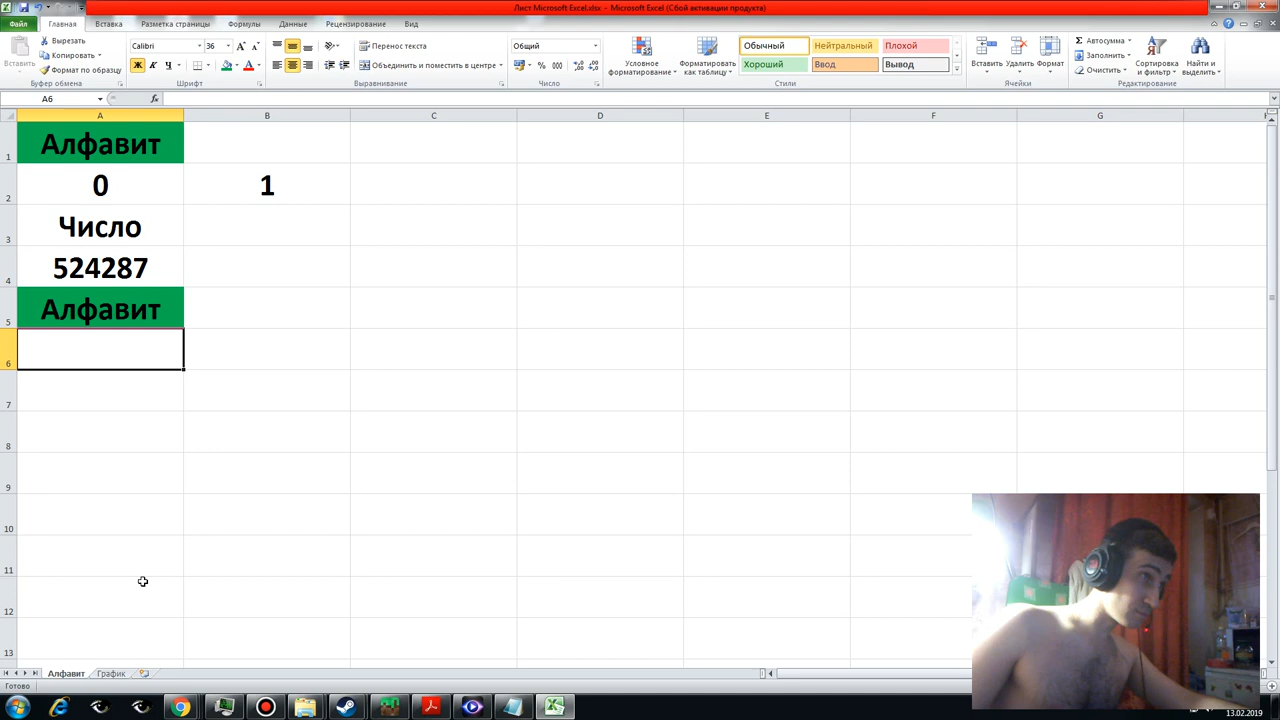 Лист Microsoft Excel.xlsx - Microsoft Excel (Сбой активации продукта)
Файл Главная Вставка Разметка страницы Формулы Данные Рецензирование Вид
Вставить
Вырезать
Копировать
Формат по образцу
Буфер обмена
Calibri 36
Ж К Ч
Шрифт
Перенос текста
Объединить и поместить в центре
Выравнивание
Общий
% 000
Число
Условное форматирование
Форматировать как таблицу
Обычный Нейтральный Плохой
Хороший Ввод Вывод
Стили
Вставить Удалить Формат
Ячейки
Автосумма
Заполнить
Очистить
Сортировка и фильтр
Найти и выделить
Редактирование
A6 fx
A B C D E F G
1 Алфавит
2 0 1
3 Число
4 524287
5 Алфавит
6
7
8
9
10
11
12
13
Алфавит График
Готово
13.02.2019